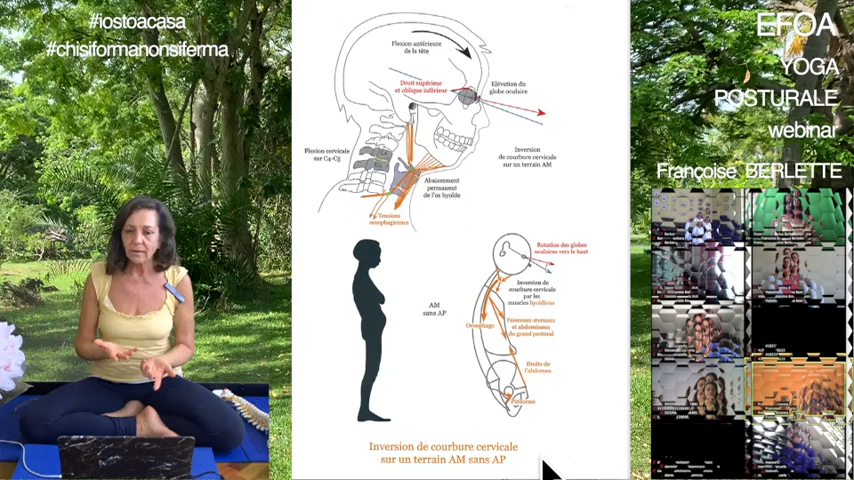 #iostoacasa
#chisiformanonsiferma
Flexion antérieure
de la tête
Droit supérieur
et oblique inférieur
Elévation du
globe oculaire
Flexion cervicale
sur C4-C5
Inversion
de courbure cervicale
sur un terrain AM
Abaissement
permanent
de l'os hyoïde
Tensions
oesophagiennes
Rotation des globes
oculaires vers le haut
Inversion de
courbure cervicale
par les
muscles hyoïdiens
AM
sans AP
Oesophage
Faisceaux sternaux
et abdominaux
du grand pectoral
Droits de
l'abdomen
Inversion de courbure cervicale
sur un terrain AM sans AP
EFOA
YOGA
POSTURALE
webinar
Françoise BERLETTE